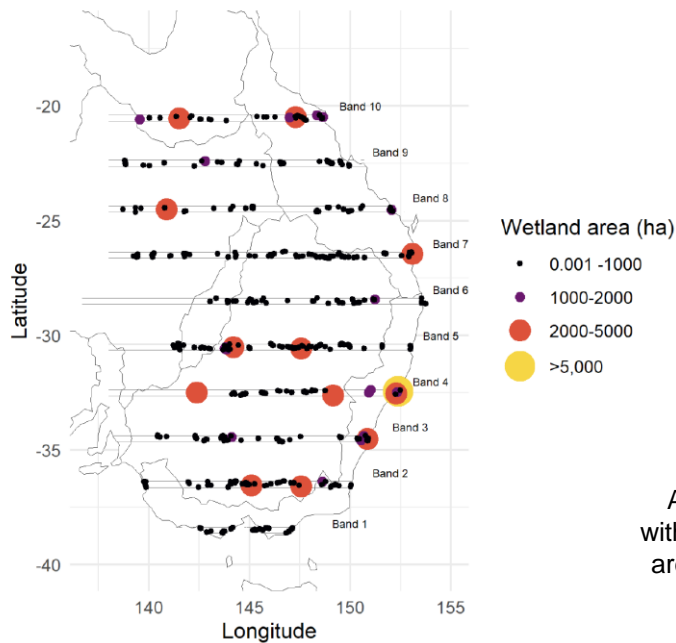 Latitude
-20
-25
-30
-35
-40
Band 10
Band 9
Band 8
Band 7
Band 6
Band 5
Band 4
Band 3
Band 2
Band 1
140
145
150
155
Longitude
Wetland area (ha)
0.001 -1000
1000-2000
2000-5000
>5,000
A
with
are